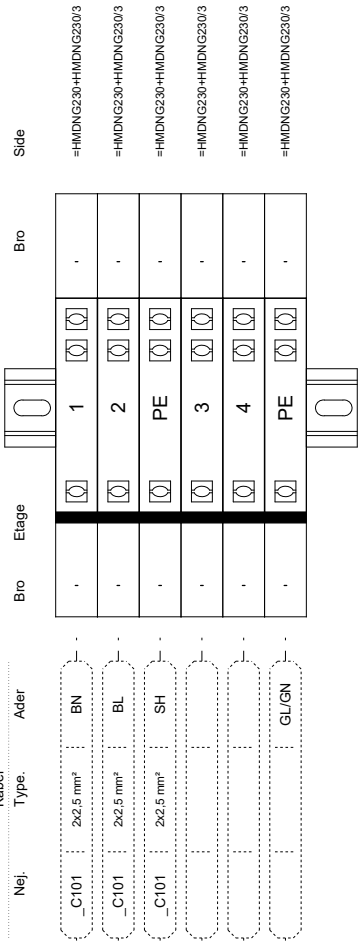 Kabel
Nej. Type. Ader Bro Etage Bro Side
_C101 2x2,5 mm² BN - - 1 - =HMDNG230+HMDNG230/3
_C101 2x2,5 mm² BL - - 2 - =HMDNG230+HMDNG230/3
_C101 2x2,5 mm² SH - - PE - =HMDNG230+HMDNG230/3
- - 3 - =HMDNG230+HMDNG230/3
- - 4 - =HMDNG230+HMDNG230/3
GL/GN - - PE - =HMDNG230+HMDNG230/3